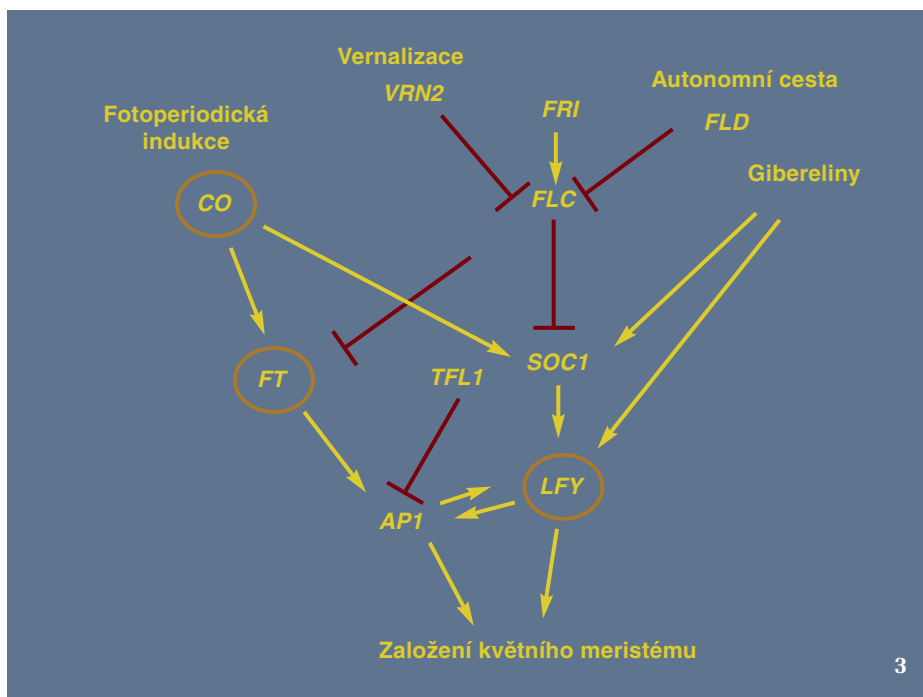 Vernalizace
VRN2
Autonomní cesta
FLD
Fotoperiodická
indukce
FRI
Gibereliny
CO
FLC
FT
TFL1
SOC1
LFY
AP1
Založení květního meristému
3